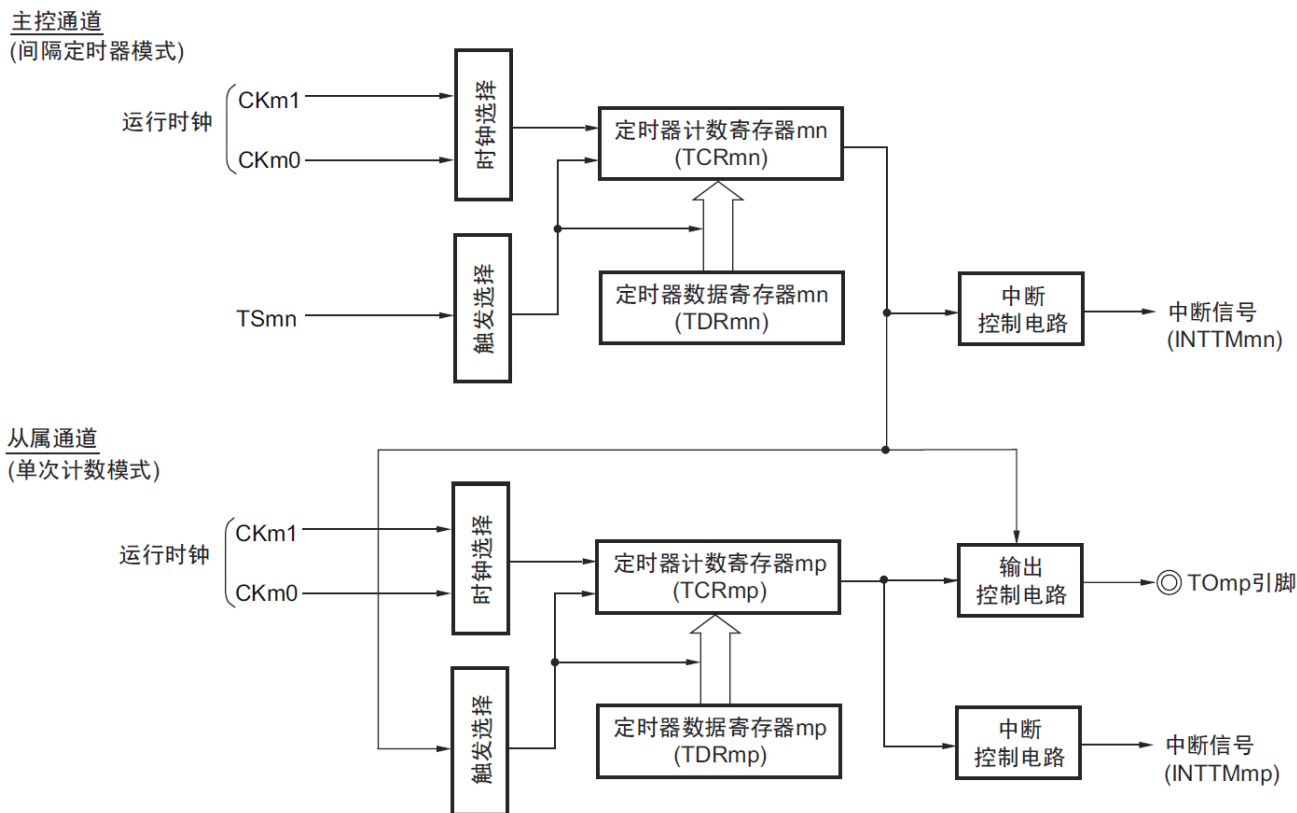 主控通道
(间隔定时器模式)
运行时钟
CKm1
CKm0
时钟选择
定时器计数寄存器mn
(TCRmn)
TSmn
触发选择
定时器数据寄存器mn
(TDRmn)
中断
控制电路
中断信号
(INTTMmn)
从属通道
(单次计数模式)
运行时钟
CKm1
CKm0
时钟选择
定时器计数寄存器mp
(TCRmp)
输出
控制电路
TOmp引脚
触发选择
定时器数据寄存器mp
(TDRmp)
中断
控制电路
中断信号
(INTTMmp)